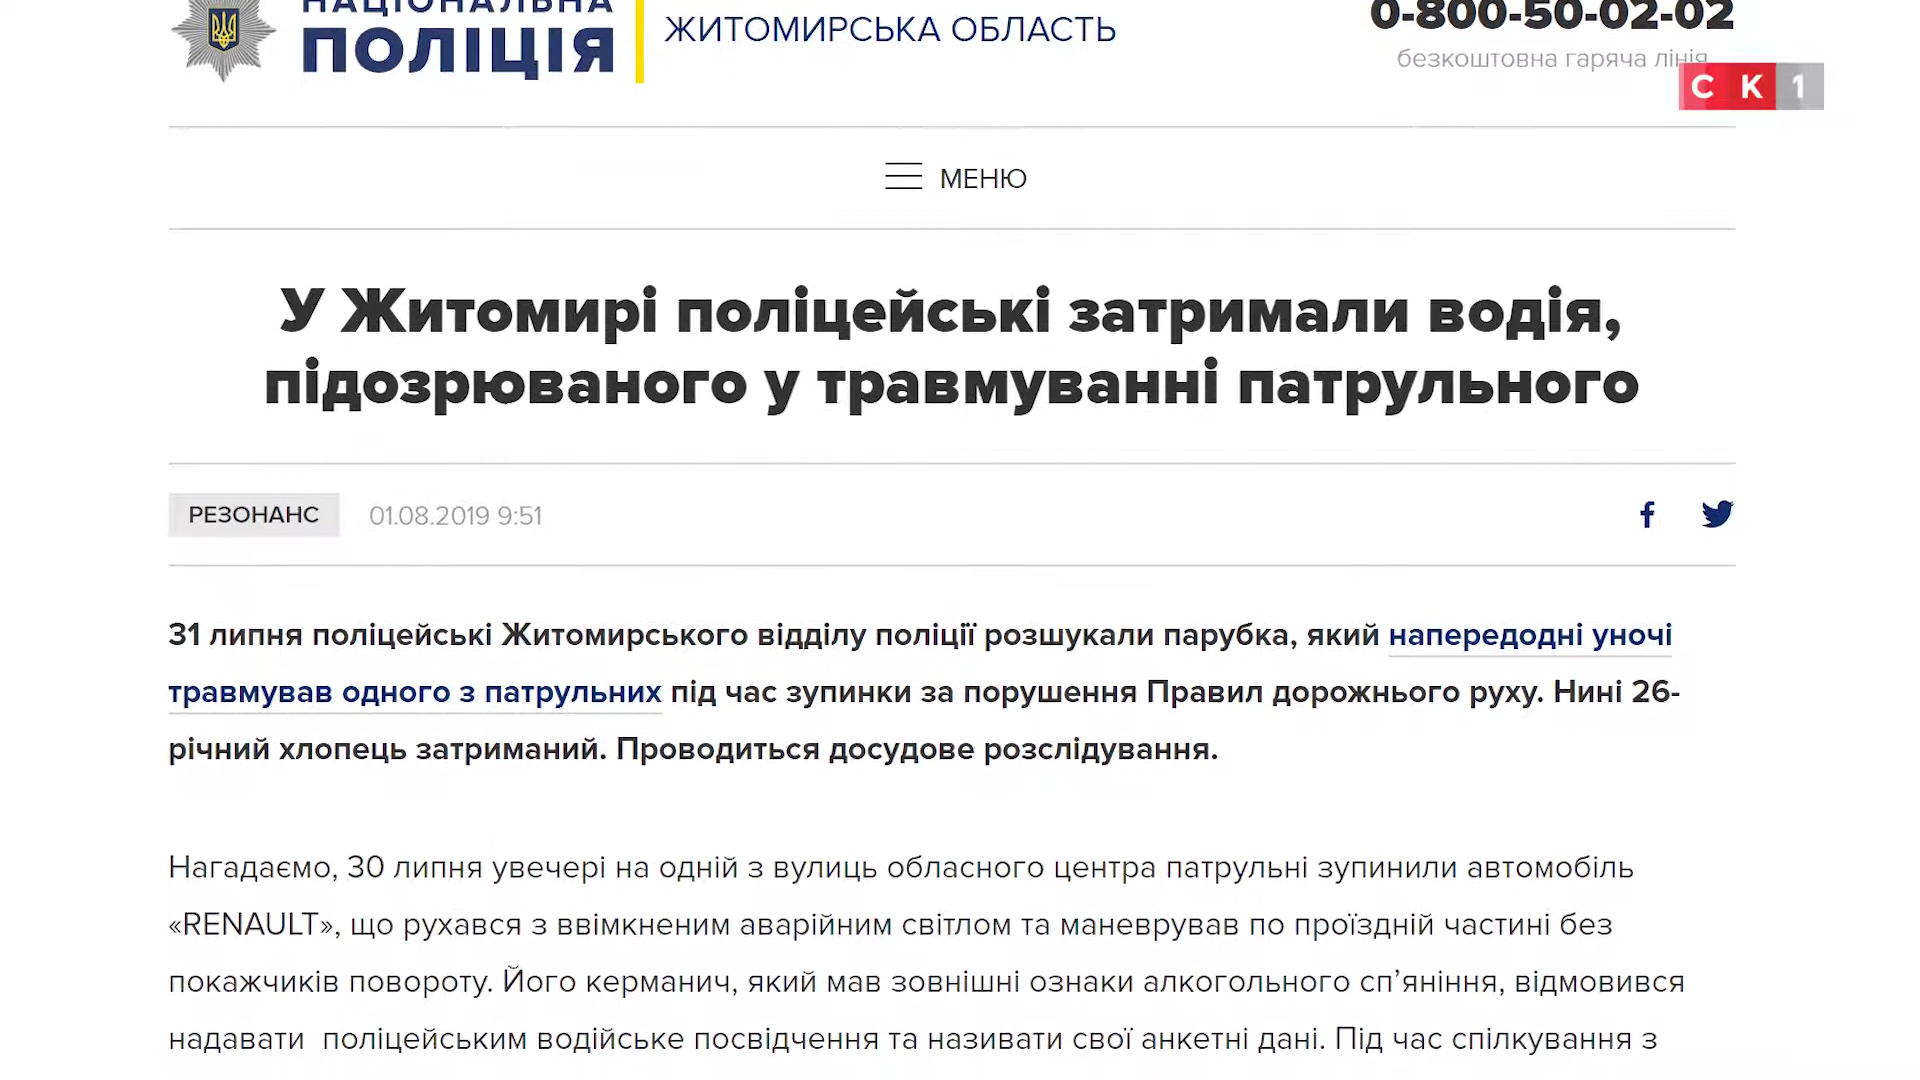 НАЦІОНАЛЬНА
ПОЛІЦІЯ
ЖИТОМИРСЬКА ОБЛАСТЬ
0-800-50-02-02
безкоштовна гаряча лінія
СК1
МЕНЮ
У Житомирі поліцейські затримали водія,
підозрюваного у травмуванні патрульного
РЕЗОНАНС 01.08.2019 9:51
31 липня поліцейські Житомирського відділу поліції розшукали парубка, який напередодні уночі
травмував одного з патрульних під час зупинки за порушення Правил дорожнього руху. Нині 26-
річний хлопець затриманий. Проводиться досудове розслідування.
Нагадаємо, 30 липня увечері на одній з вулиць обласного центра патрульні зупинили автомобіль
«RENAULT», що рухався з ввімкненим аварійним світлом та маневрував по проїздній частині без
покажчиків повороту. Його керманич, який мав зовнішні ознаки алкогольного сп’яніння, відмовився
надавати поліцейським водійське посвідчення та називати свої анкетні дані. Під час спілкування з